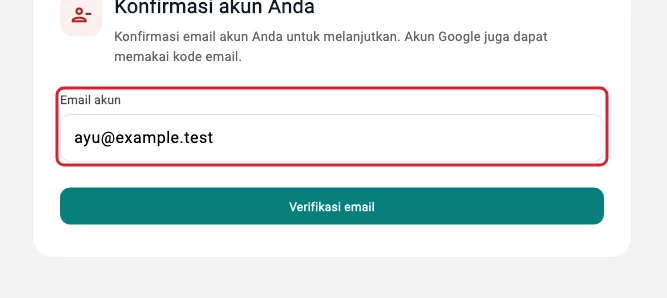 Konfirmasi akun Anda
Konfirmasi email akun Anda untuk melanjutkan. Akun Google juga dapat
memakai kode email.
Email akun
ayu@example.test
Verifikasi email